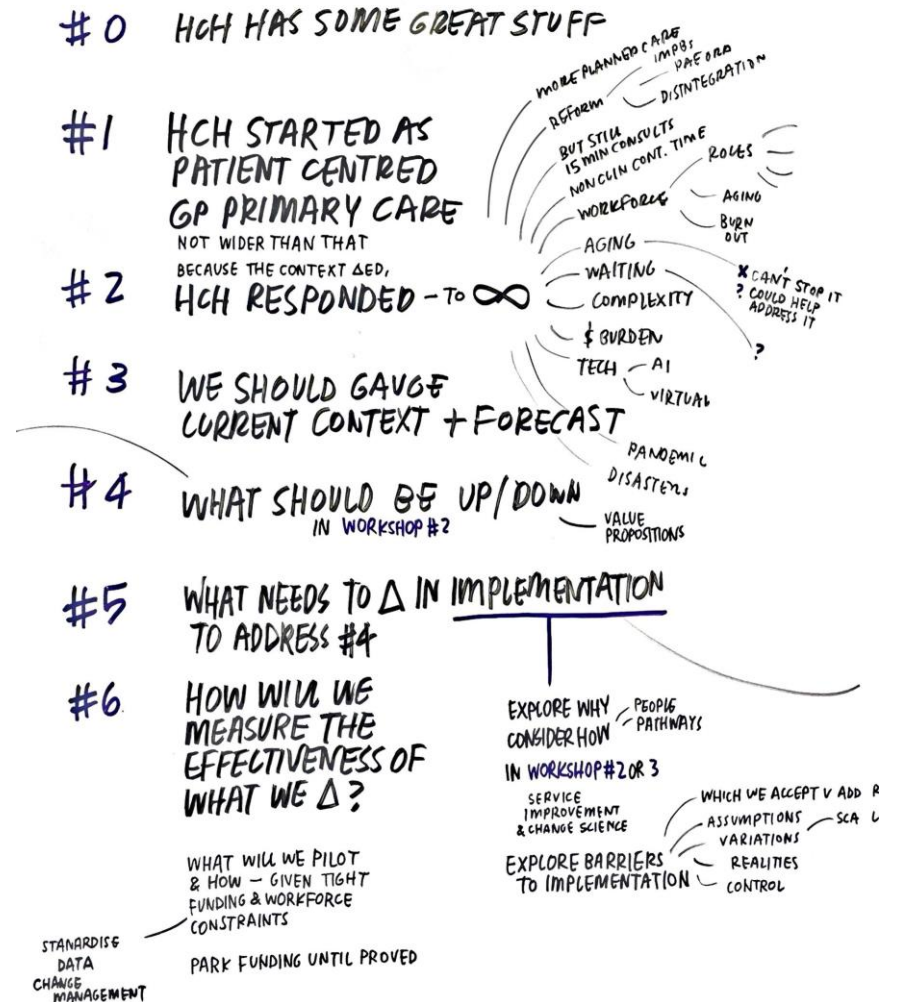 #0 HCH HAS SOME GREAT STUFF
#1 HCH STARTED AS
PATIENT CENTRED
GP PRIMARY CARE
NOT WIDER THAN THAT
BECAUSE THE CONTEXT ΔED,
#2 HCH RESPONDED - TO ∞
MORE PLANNED CARE
REFORM
IMPBs
PAEORA
DISINTEGRATION
BUT STILL
15 MIN CONSULTS
NON CLIN CONT. TIME
WORKFORCE
ROLES
AGING
BURN
OUT
AGING
X CAN'T STOP IT
? COULD HELP
ADDRESS IT
WAITING
?
COMPLEXITY
$ BURDEN
TECH
AI
VIRTUAL
PANDEMIC
DISASTERS
#3 WE SHOULD GAUGE
CURRENT CONTEXT + FORECAST
#4 WHAT SHOULD BE UP/DOWN
IN WORKSHOP #2
VALUE
PROPOSITIONS
#5 WHAT NEEDS TO Δ IN IMPLEMENTATION
TO ADDRESS #4
#6 HOW WILL WE
MEASURE THE
EFFECTIVENESS OF
WHAT WE Δ?
WHAT WILL WE PILOT
& HOW – GIVEN TIGHT
FUNDING & WORKFORCE
CONSTRAINTS
STANARDISE
DATA
CHANGE
MANAGEMENT
PARK FUNDING UNTIL PROVED
EXPLORE WHY
CONSIDER HOW
PEOPLE
PATHWAYS
IN WORKSHOP #2 OR 3
SERVICE
IMPROVEMENT
& CHANGE SCIENCE
EXPLORE BARRIERS
TO IMPLEMENTATION
WHICH WE ACCEPT V ADD R
ASSUMPTIONS
VARIATIONS
SCA L
REALITIES
CONTROL